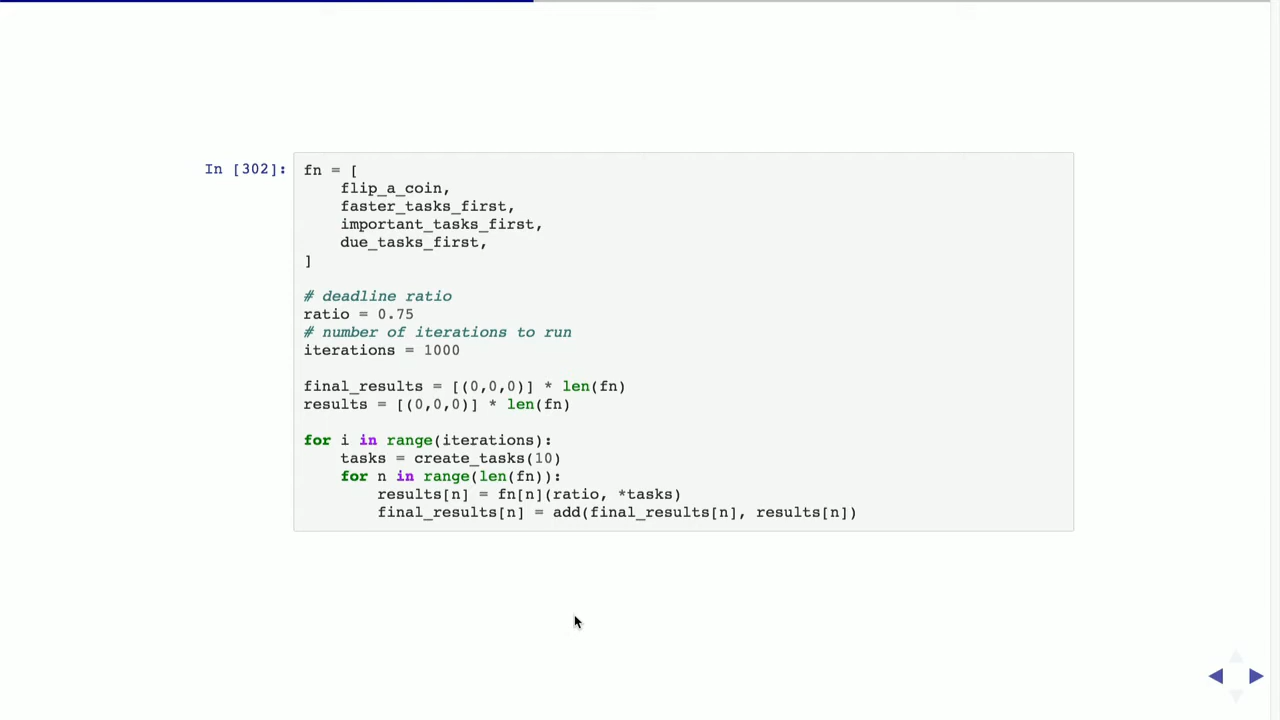 In [302]:
fn = [
    flip_a_coin,
    faster_tasks_first,
    important_tasks_first,
    due_tasks_first,
]
# deadline ratio
ratio = 0.75
# number of iterations to run
iterations = 1000
final_results = [(0,0,0)] * len(fn)
results = [(0,0,0)] * len(fn)
for i in range(iterations):
    tasks = create_tasks(10)
    for n in range(len(fn)):
        results[n] = fn[n](ratio, *tasks)
        final_results[n] = add(final_results[n], results[n])